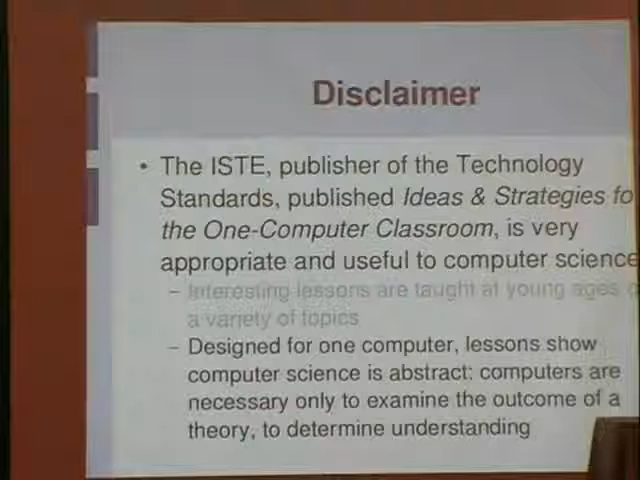 Disclaimer
• The ISTE, publisher of the Technology
Standards, published Ideas & Strategies fo
the One-Computer Classroom, is very
appropriate and useful to computer science
– Interesting lessons are taught at young ages
a variety of topics
– Designed for one computer, lessons show
computer science is abstract: computers are
necessary only to examine the outcome of a
theory, to determine understanding